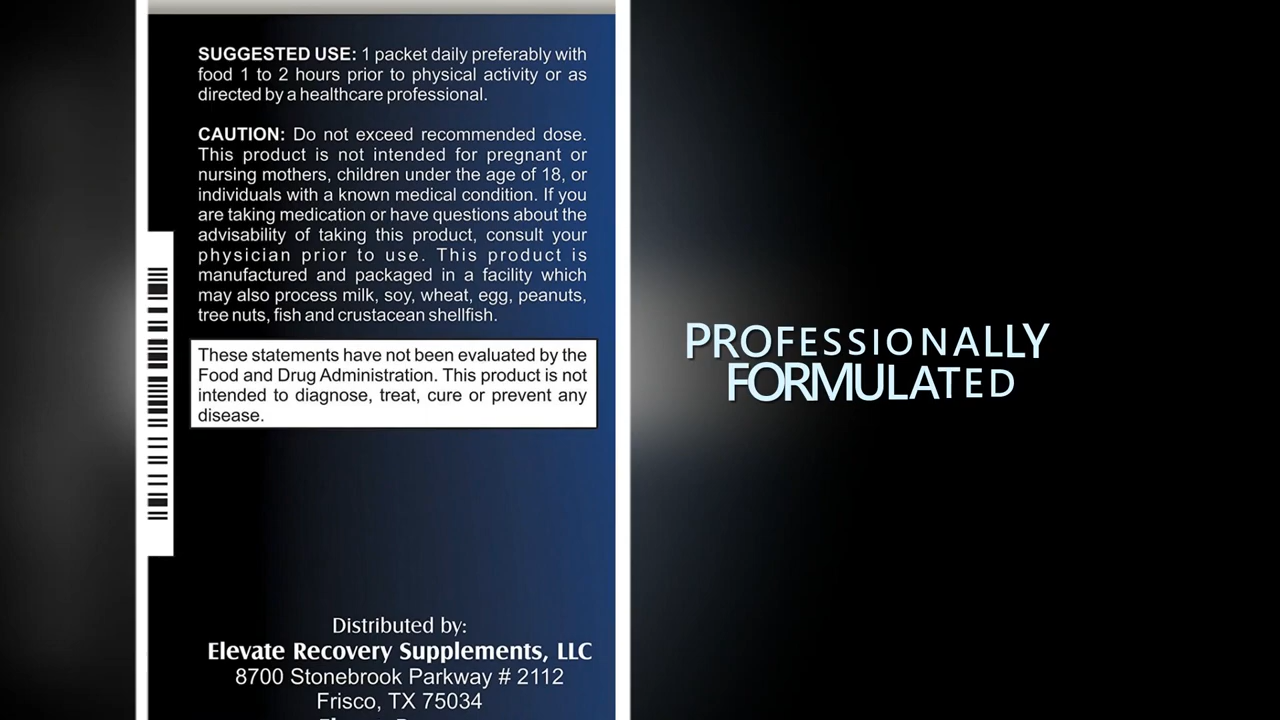 SUGGESTED USE: 1 packet daily preferably with
food 1 to 2 hours prior to physical activity or as
directed by a healthcare professional.
CAUTION: Do not exceed recommended dose.
This product is not intended for pregnant or
nursing mothers, children under the age of 18, or
individuals with a known medical condition. If you
are taking medication or have questions about the
advisability of taking this product, consult your
physician prior to use. This product is
manufactured and packaged in a facility which
may also process milk, soy, wheat, egg, peanuts,
tree nuts, fish and crustacean shellfish.
These statements have not been evaluated by the
Food and Drug Administration. This product is not
intended to diagnose, treat, cure or prevent any
disease.
Distributed by:
Elevate Recovery Supplements, LLC
8700 Stonebrook Parkway # 2112
Frisco, TX 75034
PROFESSIONALLY
FORMULATED